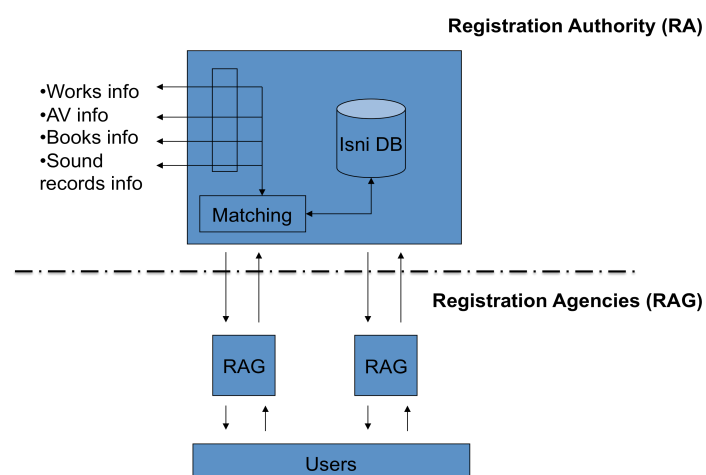 Registration Authority (RA)
•Works info
•AV info
•Books info
•Sound
records info
Isni DB
Matching
Registration Agencies (RAG)
RAG
RAG
Users